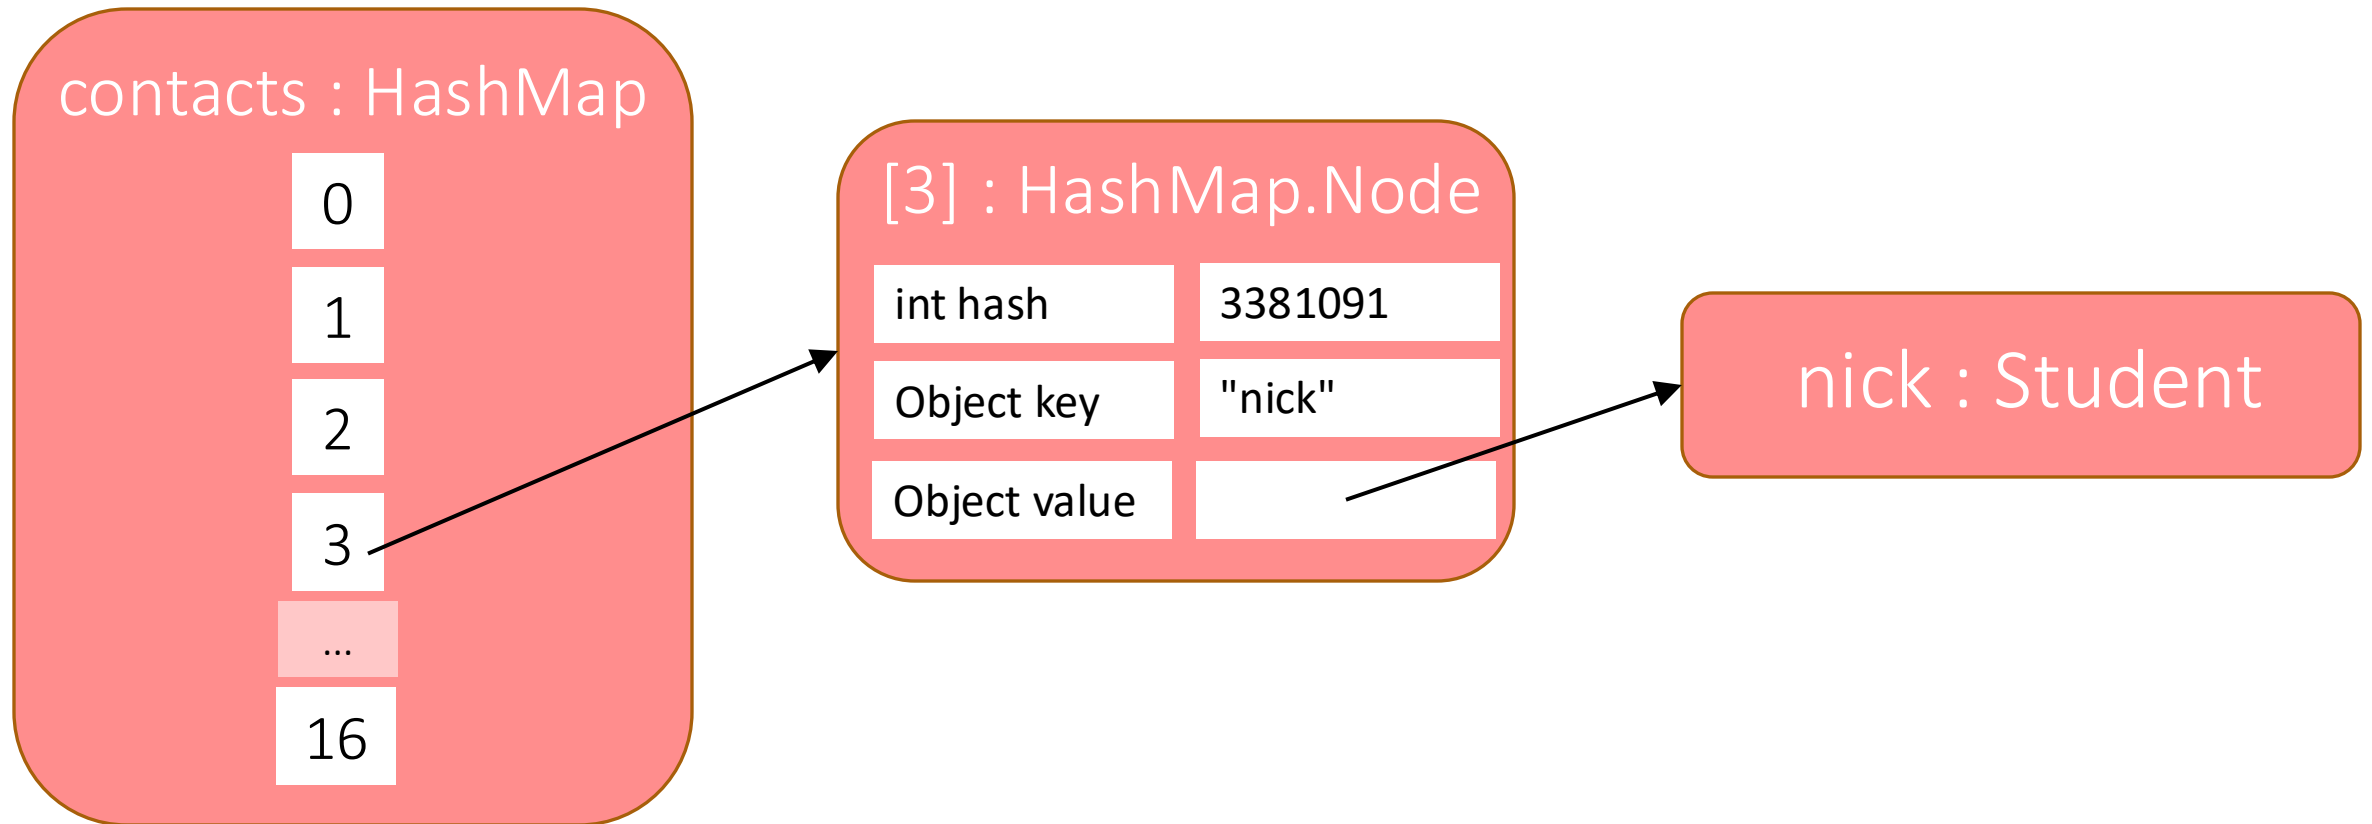 contacts : HashMap
0
1
2
3
...
16
[3] : HashMap.Node
int hash 3381091
Object key "nick"
Object value
nick : Student